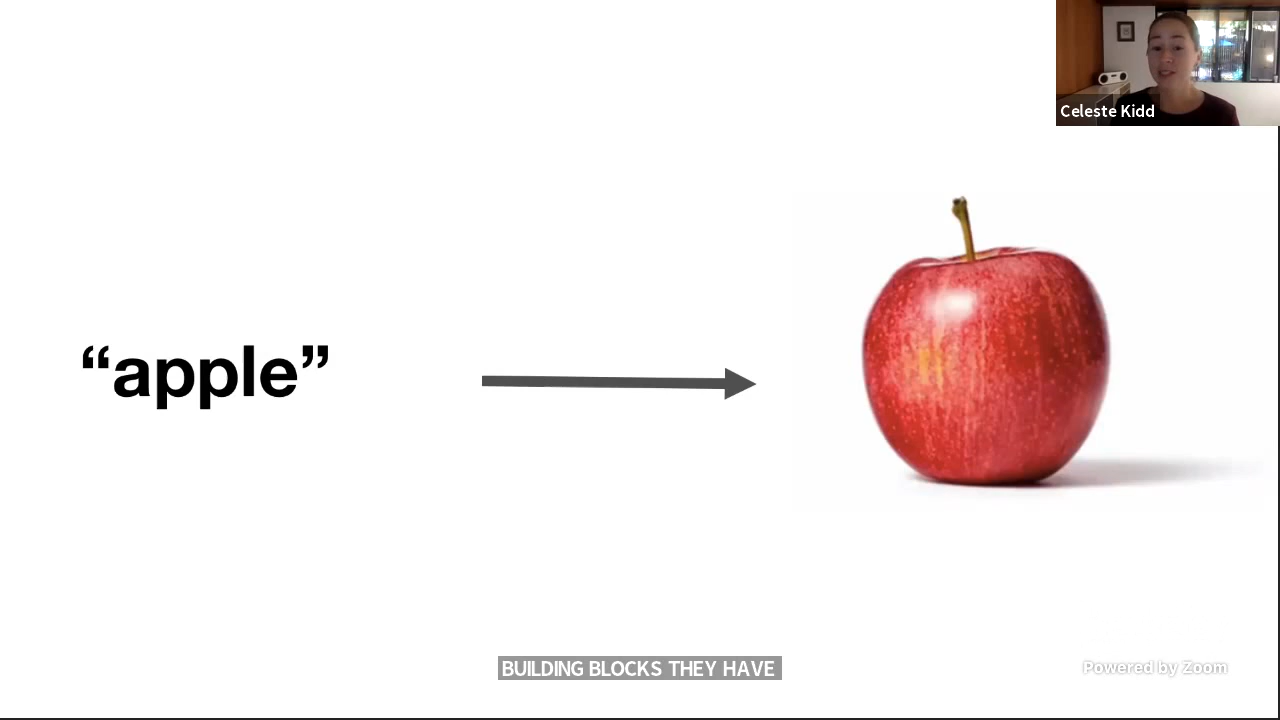 Celeste Kidd
“apple”
BUILDING BLOCKS THEY HAVE
Powered by Zoom